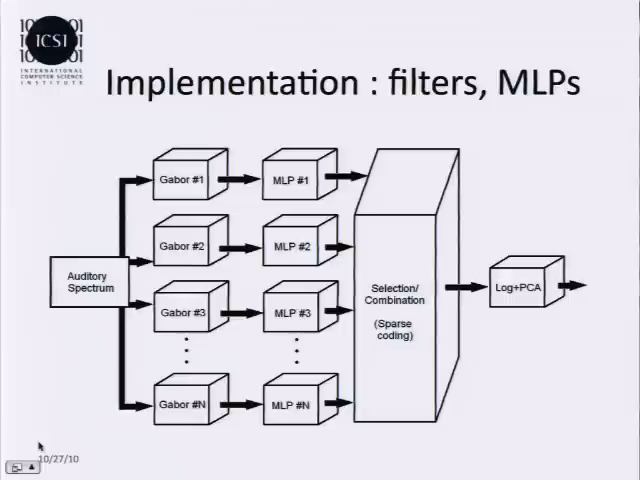 ICSI
INTERNATIONAL
COMPUTER SCIENCE
INSTITUTE
Implementation : filters, MLPs
Auditory
Spectrum
Gabor #1
MLP #1
Gabor #2
MLP #2
Gabor #3
MLP #3
Gabor #N
MLP #N
Selection/
Combination
(Sparse
coding)
Log+PCA
10/27/10